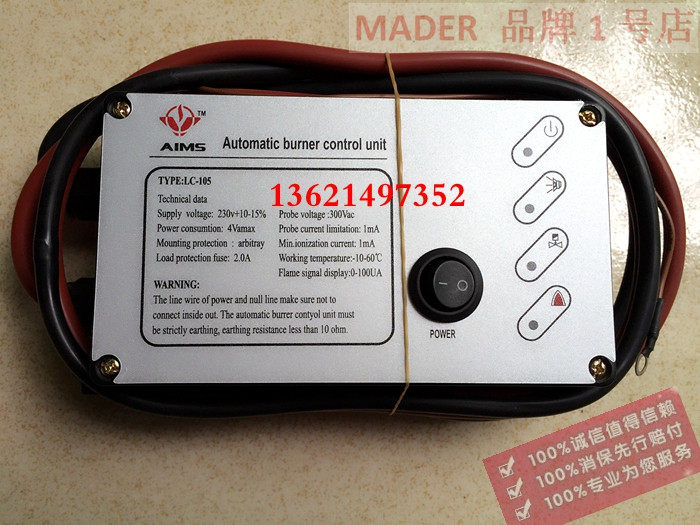 MADER 品牌 1 号店
TM
AIMS
Automatic burner control unit
TYPE:LC-105
Technical data
Supply voltage: 230v+10-15%
Power consumtion: 4Vamax
Mounting protection : arbitray
Load protection fuse: 2.0A
13621497352
Probe voltage :300Vac
Probe current limitation: 1mA
Min.ionization current: 1mA
Working temperature:-10-60℃
Flame signal display:0-100UA
WARNING:
The line wire of power and null line make sure not to
connect inside out. The automatic burner contyol unit must
be strictly earthing, earthing resistance less than 10 ohm.
POWER
100%诚信值得信赖
100%消保先行赔付
100%专业为您服务